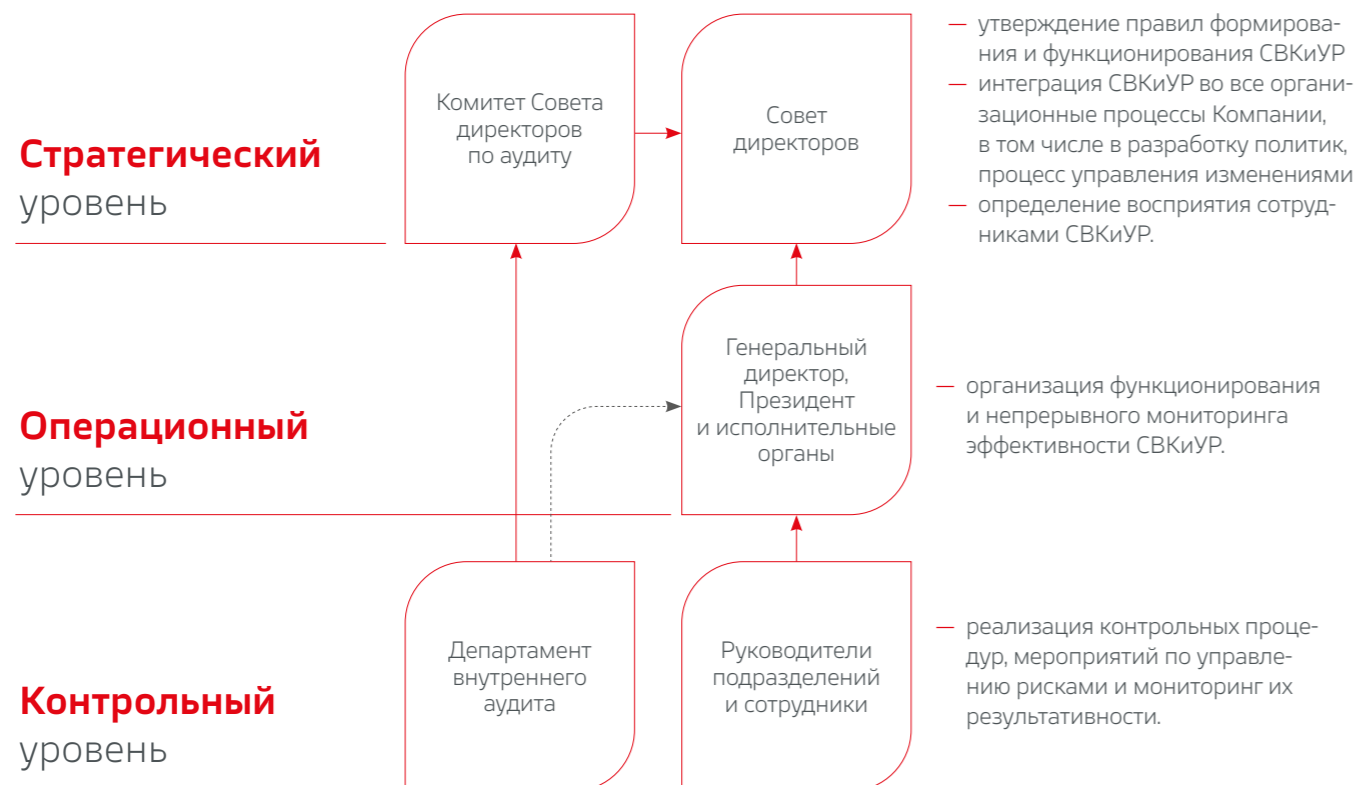 Стратегический
уровень
Комитет Совета
директоров
по аудиту
Совет
директоров
— утверждение правил формирова-
ния и функционирования СВКиУР
— интеграция СВКиУР во все органи-
зационные процессы Компании,
в том числе в разработку политик,
процесс управления изменениями
— определение восприятия сотруд-
никами СВКиУР.
Операционный
уровень
Генеральный
директор,
Президент
и исполнительные
органы
— организация функционирования
и непрерывного мониторинга
эффективности СВКиУР.
Контрольный
уровень
Департамент
внутреннего
аудита
Руководители
подразделений
и сотрудники
— реализация контрольных проце-
дур, мероприятий по управле-
нию рисками и мониторинг их
результативности.